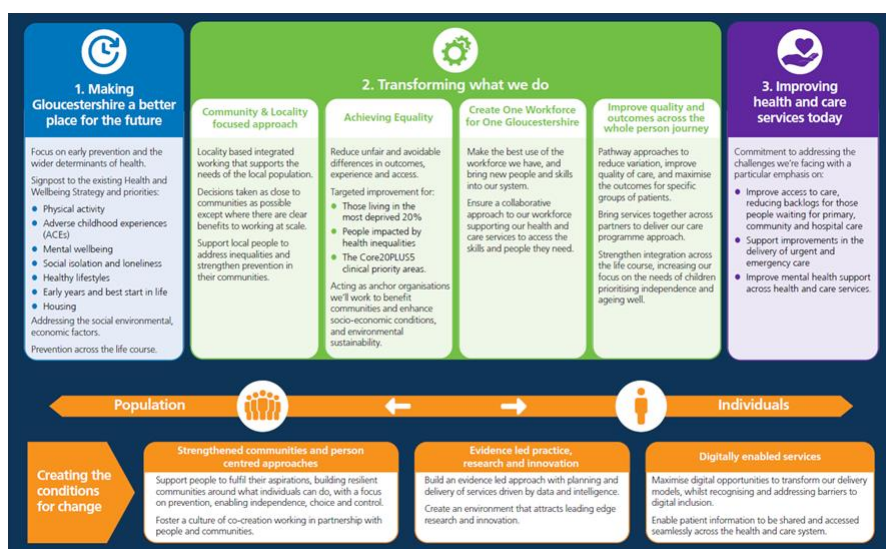 1. Making
Gloucestershire a better
place for the future
Focus on early prevention and the
wider determinants of health.
Signpost to the existing Health and
Wellbeing Strategy and priorities:
Physical activity
Adverse childhood experiences
(ACEs)
Mental wellbeing
Social isolation and loneliness
Healthy lifestyles
Early years and best start in life
Housing
Addressing the social environmental,
economic factors.
Prevention across the life course.
2. Transforming what we do
Community & Locality
focused approach
Locality based integrated
working that supports the
needs of the local population.
Decisions taken as close to
communities as possible
except where there are clear
benefits to working at scale.
Support local people to
address inequalities and
strengthen prevention in
their communities.
Achieving Equality
Reduce unfair and avoidable
differences in outcomes,
experience and access.
Targeted improvement for:
Those living in the
most deprived 20%
People impacted by
health inequalities
The Core20PLUS5
clinical priority areas.
Acting as anchor organisations
we'll work to benefit
communities and enhance
socio-economic conditions,
and environmental
sustainability.
Create One Workforce
for One Gloucestershire
Make the best use of the
workforce we have, and
bring new people and skills
into our system.
Ensure a collaborative
approach to our workforce
supporting our health and
care services to access the
skills and people they need.
Improve quality and
outcomes across the
whole person journey
Pathway approaches to
reduce variation, improve
quality of care, and maximise
the outcomes for specific
groups of patients.
Bring services together across
partners to deliver our care
programme approach.
Strengthen integration across
the life course, increasing our
focus on the needs of children
prioritising independence and
ageing well.
3. Improving
health and care
services today
Commitment to addressing the
challenges we're facing with a
particular emphasis on:
Improve access to care,
reducing backlogs for those
people waiting for primary,
community and hospital care
Support improvements in the
delivery of urgent and
emergency care
Improve mental health support
across health and care services.
Population
Individuals
Creating the
conditions
for change
Strengthened communities and person
centred approaches
Support people to fulfil their aspirations, building resilient
communities around what individuals can do, with a focus
on prevention, enabling independence, choice and control.
Foster a culture of co-creation working in partnership with
people and communities.
Evidence led practice,
research and innovation
Build an evidence led approach with planning and
delivery of services driven by data and intelligence.
Create an environment that attracts leading edge
research and innovation.
Digitally enabled services
Maximise digital opportunities to transform our delivery
models, whilst recognising and addressing barriers to
digital inclusion.
Enable patient information to be shared and accessed
seamlessly across the health and care system.